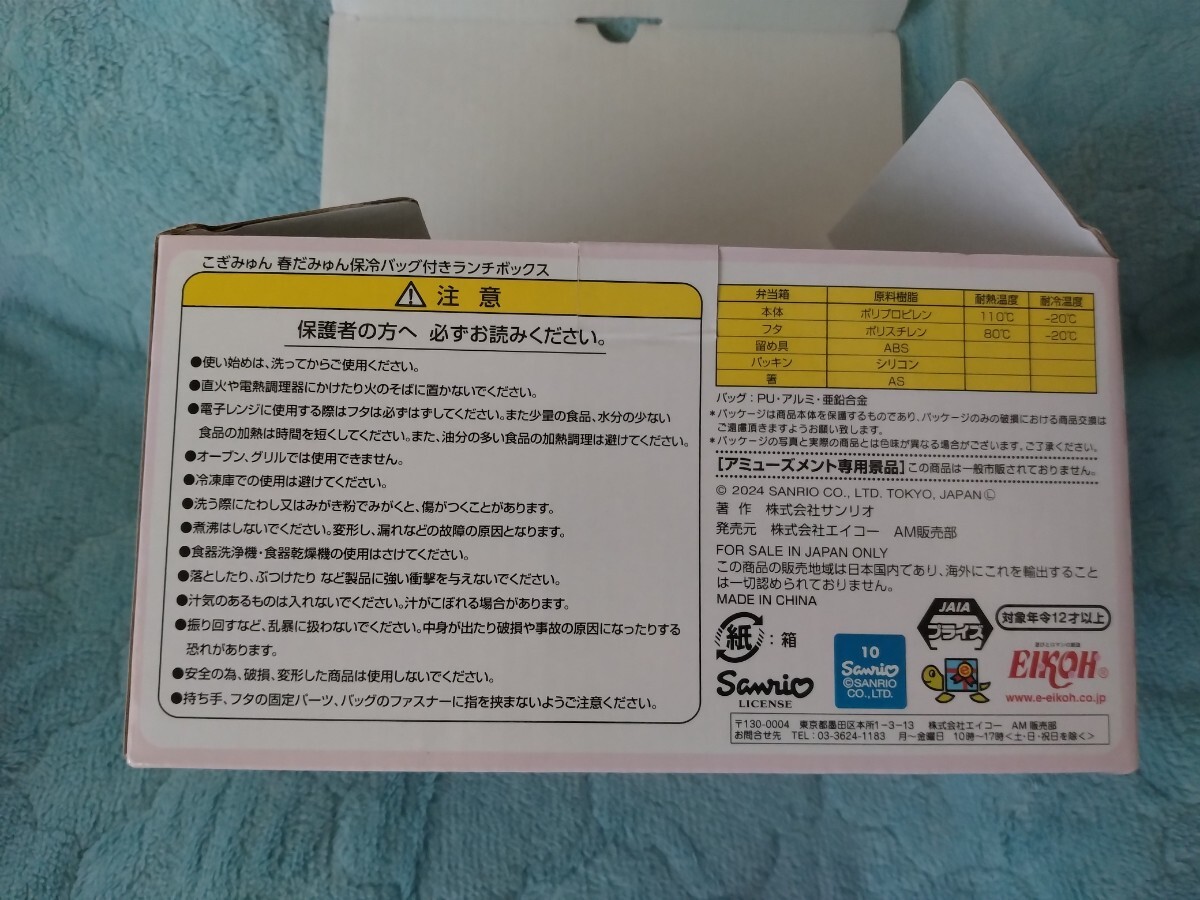 こぎみゅん 春だみゅん保冷バッグ付きランチボックス
注 意
保護者の方へ 必ずお読みください。
●使い始めは、洗ってからご使用ください。
●直火や電熱調理器にかけたり火のそばに置かないでください。
●電子レンジに使用する際はフタは必ずはずしてください。また少量の食品、水分の少ない
食品の加熱は時間を短くしてください。また、油分の多い食品の加熱調理は避けてください。
●オーブン、グリルでは使用できません。
●冷凍庫での使用は避けてください。
●洗う際にたわし又はみがき粉でみがくと、傷がつくことがあります。
●煮沸はしないでください。変形し、漏れなどの故障の原因となります。
●食器洗浄機・食器乾燥機の使用はさけてください。
●落としたり、ぶつけたり など製品に強い衝撃を与えないでください。
●汁気のあるものは入れないでください。汁がこぼれる場合があります。
●振り回すなど、乱暴に扱わないでください。中身が出たり破損や事故の原因になったりする
恐れがあります。
●安全の為、破損、変形した商品は使用しないでください。
●持ち手、フタの固定パーツ、バッグのファスナーに指を挟まないようご注意ください。
弁当箱 原料樹脂 耐熱温度 耐冷温度
本体 ポリプロピレン 110℃ -20℃
フタ ポリスチレン 80℃ -20℃
留め具 ABS
パッキン シリコン
箸 AS
バッグ：PU・アルミ・亜鉛合金
*パッケージは商品本体を保護するものであり、パッケージのみの破損における商品交換は
ご遠慮頂きますようお願い致します。
*パッケージの写真と実際の商品とは色味が異なる場合がございます。ご了承ください。
[アミューズメント専用景品] この商品は一般市販されておりません。
© 2024 SANRIO CO., LTD. TOKYO, JAPAN Ⓛ
著 作 株式会社サンリオ
発売元 株式会社エイコー AM販売部
FOR SALE IN JAPAN ONLY
この商品の販売地域は日本国内であり、海外にこれを輸出すること
は一切認められておりません。
MADE IN CHINA
紙：箱
Sanrio
LICENSE
10
Sanrio
©SANRIO
CO., LTD.
JAIA
プライズ
対象年令12才以上
EIKOH®
www.e-eikoh.co.jp
〒130-0004 東京都墨田区本所1-3-13 株式会社エイコー AM販売部
お問合せ先 TEL：03-3624-1183 月～金曜日 10時～17時<土・日・祝日を除く>